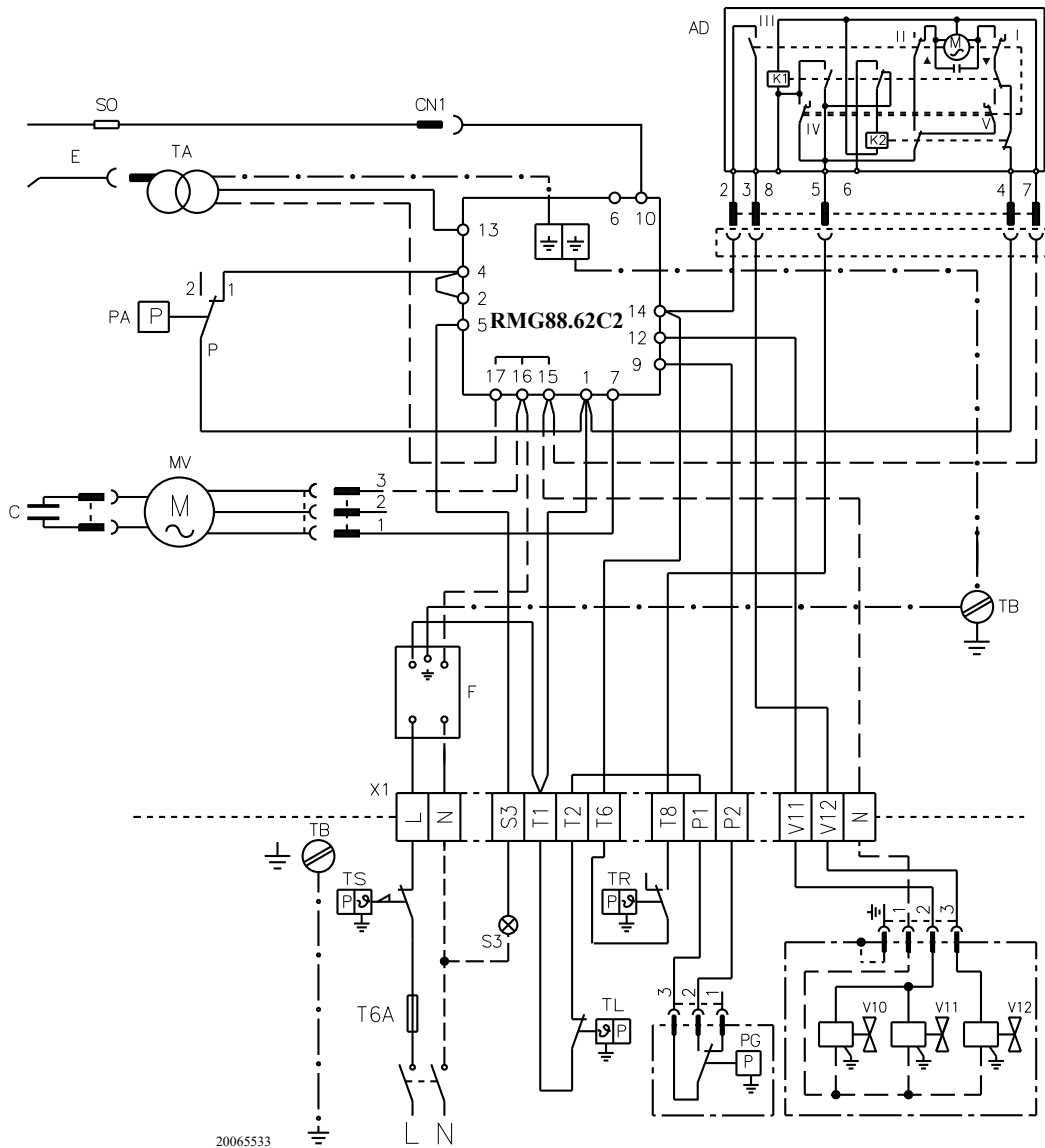 AD
III
II
M
I
K1
IV
K2
V
2 3 8 5 6 4 7
SO
CN1
E
TA
6 10
13
4
2
5
RMG88.62C2
14
12
9
17 16 15 1 7
2 1
PA
P
P
MV
C
M
3
2
1
TB
F
X1
L
N
S3
T1
T2
T6
T8
P1
P2
V11
V12
N
TB
TS
P
TR
P
S3
T6A
TL
P
3
2
1
PG
P
1
2
3
V10
V11
V12
L N
20065533